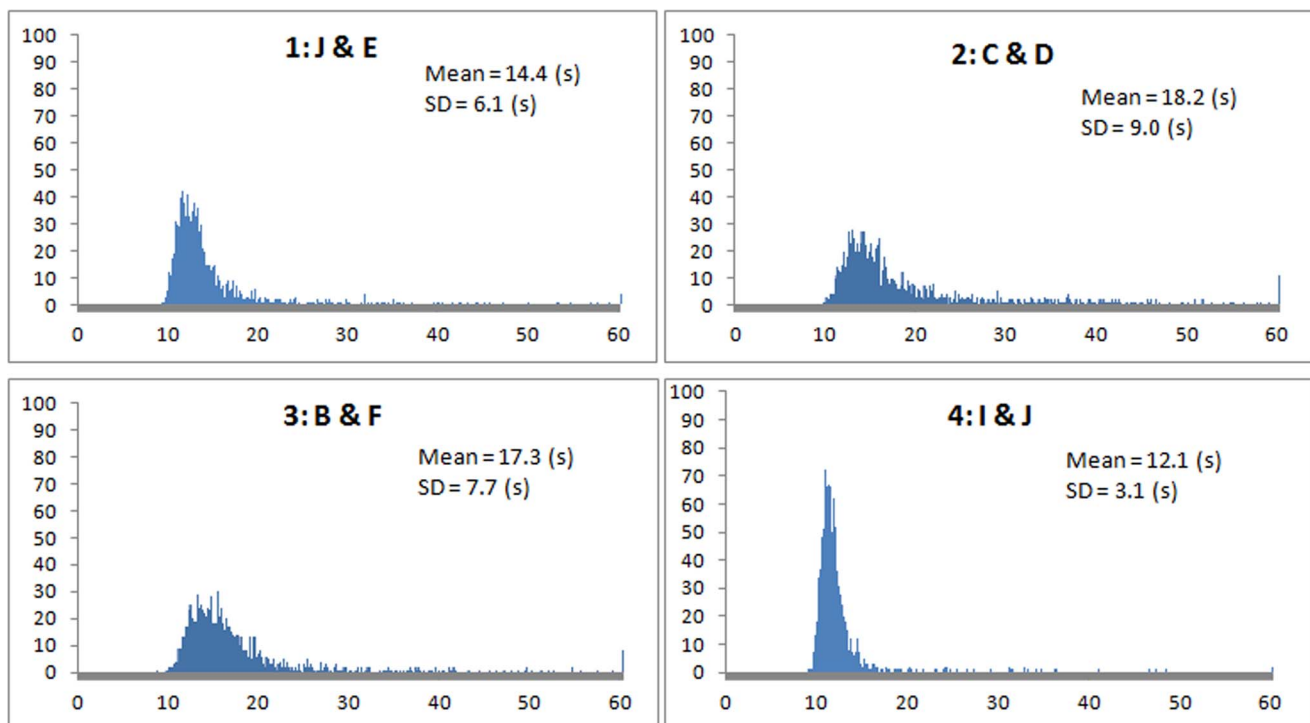 1: J & E
Mean = 14.4 (s)
SD = 6.1 (s)
100
90
80
70
60
50
40
30
20
10
0
0 10 20 30 40 50 60
2: C & D
Mean = 18.2 (s)
SD = 9.0 (s)
100
90
80
70
60
50
40
30
20
10
0
0 10 20 30 40 50 60
3: B & F
Mean = 17.3 (s)
SD = 7.7 (s)
100
90
80
70
60
50
40
30
20
10
0
0 10 20 30 40 50 60
4: I & J
Mean = 12.1 (s)
SD = 3.1 (s)
100
90
80
70
60
50
40
30
20
10
0
0 10 20 30 40 50 60